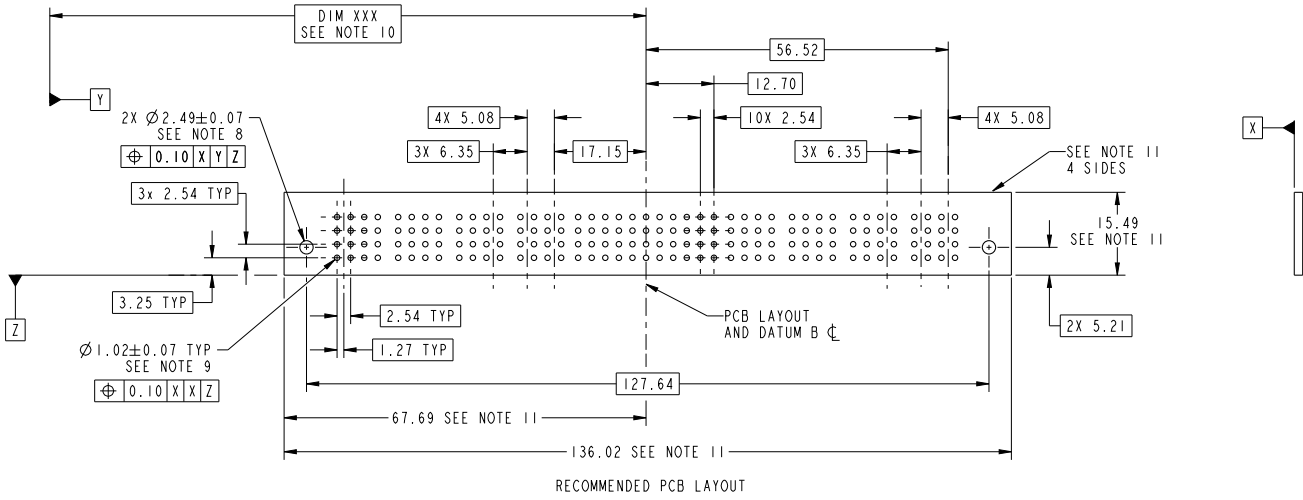 DIM XXX
SEE NOTE 10
56.52
12.70
Y
2X Ø2.49±0.07
SEE NOTE 8
⌖ 0.10 X Y Z
4X 5.08
10X 2.54
4X 5.08
X
3X 6.35
17.15
3X 6.35
SEE NOTE 11
4 SIDES
3x 2.54 TYP
15.49
SEE NOTE 11
3.25 TYP
Z
2.54 TYP
PCB LAYOUT
AND DATUM B ℄
2X 5.21
Ø1.02±0.07 TYP
SEE NOTE 9
1.27 TYP
⌖ 0.10 X X Z
127.64
67.69 SEE NOTE 11
136.02 SEE NOTE 11
RECOMMENDED PCB LAYOUT